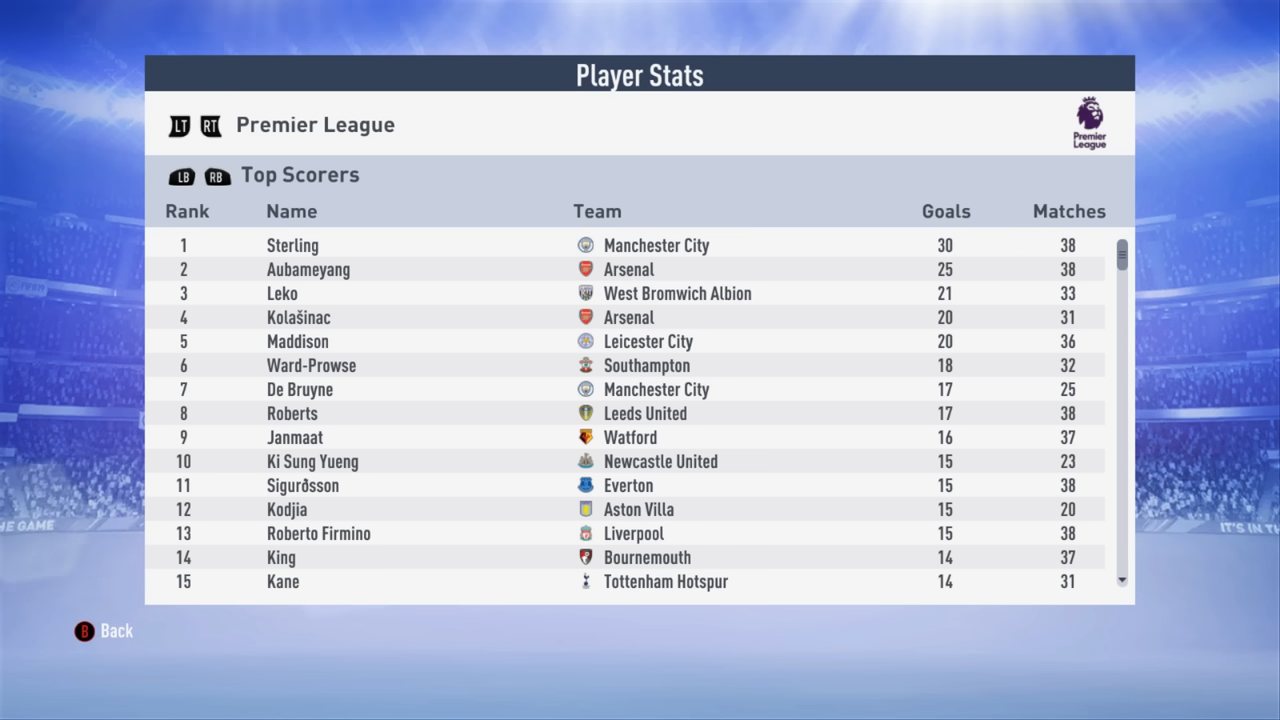 Player Stats
LT RT Premier League
Premier
League
LB RB Top Scorers
Rank Name Team Goals Matches
1 Sterling Manchester City 30 38
2 Aubameyang Arsenal 25 38
3 Leko West Bromwich Albion 21 33
4 Kolašinac Arsenal 20 31
5 Maddison Leicester City 20 36
6 Ward-Prowse Southampton 18 32
7 De Bruyne Manchester City 17 25
8 Roberts Leeds United 17 38
9 Janmaat Watford 16 37
10 Ki Sung Yueng Newcastle United 15 23
11 Sigurðsson Everton 15 38
12 Kodjia Aston Villa 15 20
13 Roberto Firmino Liverpool 15 38
14 King Bournemouth 14 37
15 Kane Tottenham Hotspur 14 31
HE GAME
IT'S IN TH
B Back